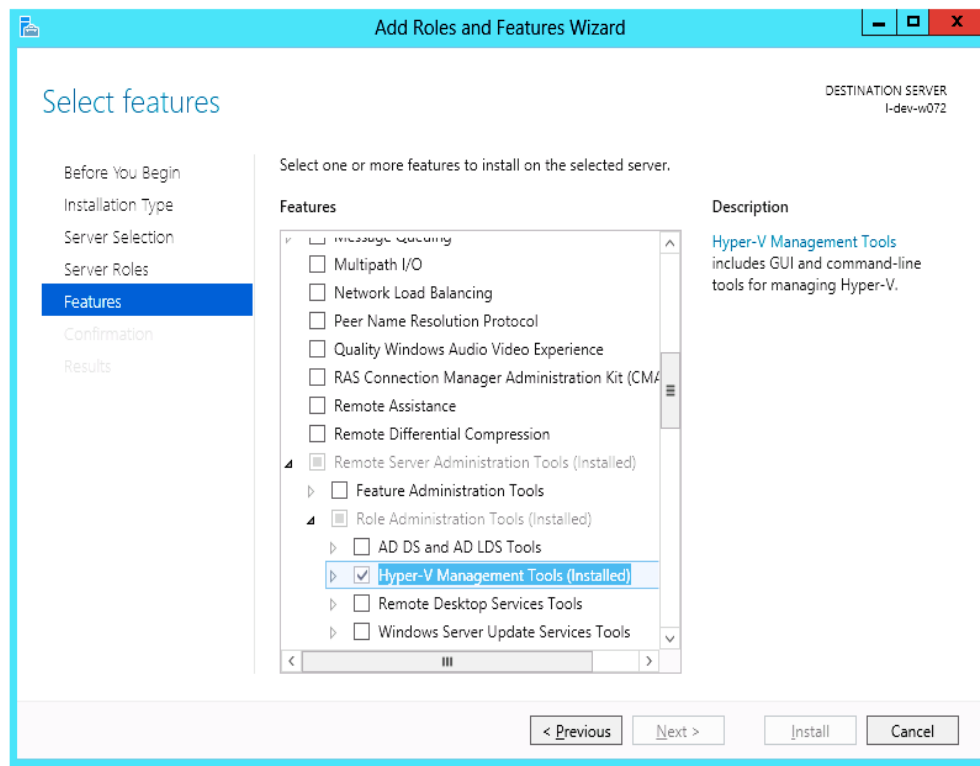 Add Roles and Features Wizard
Select features
DESTINATION SERVER
l-dev-w072
Before You Begin
Installation Type
Server Selection
Server Roles
Features
Confirmation
Results
Select one or more features to install on the selected server.
Features
Message Queuing
Multipath I/O
Network Load Balancing
Peer Name Resolution Protocol
Quality Windows Audio Video Experience
RAS Connection Manager Administration Kit (CMA
Remote Assistance
Remote Differential Compression
Remote Server Administration Tools (Installed)
Feature Administration Tools
Role Administration Tools (Installed)
AD DS and AD LDS Tools
Hyper-V Management Tools (Installed)
Remote Desktop Services Tools
Windows Server Update Services Tools
Description
Hyper-V Management Tools
includes GUI and command-line
tools for managing Hyper-V.
< Previous
Next >
Install
Cancel